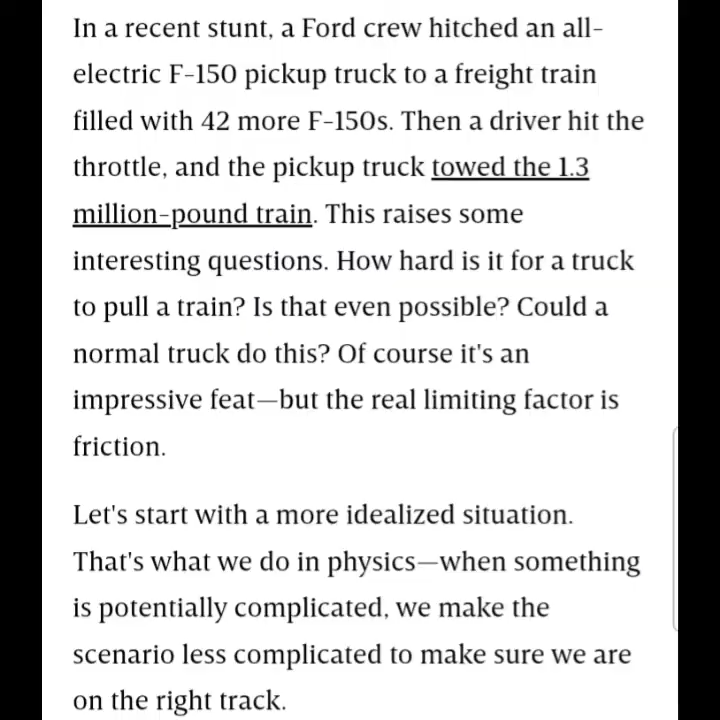 In a recent stunt, a Ford crew hitched an all-
electric F-150 pickup truck to a freight train
filled with 42 more F-150s. Then a driver hit the
throttle, and the pickup truck towed the 1.3
million-pound train. This raises some
interesting questions. How hard is it for a truck
to pull a train? Is that even possible? Could a
normal truck do this? Of course it's an
impressive feat—but the real limiting factor is
friction.
Let's start with a more idealized situation.
That's what we do in physics—when something
is potentially complicated, we make the
scenario less complicated to make sure we are
on the right track.